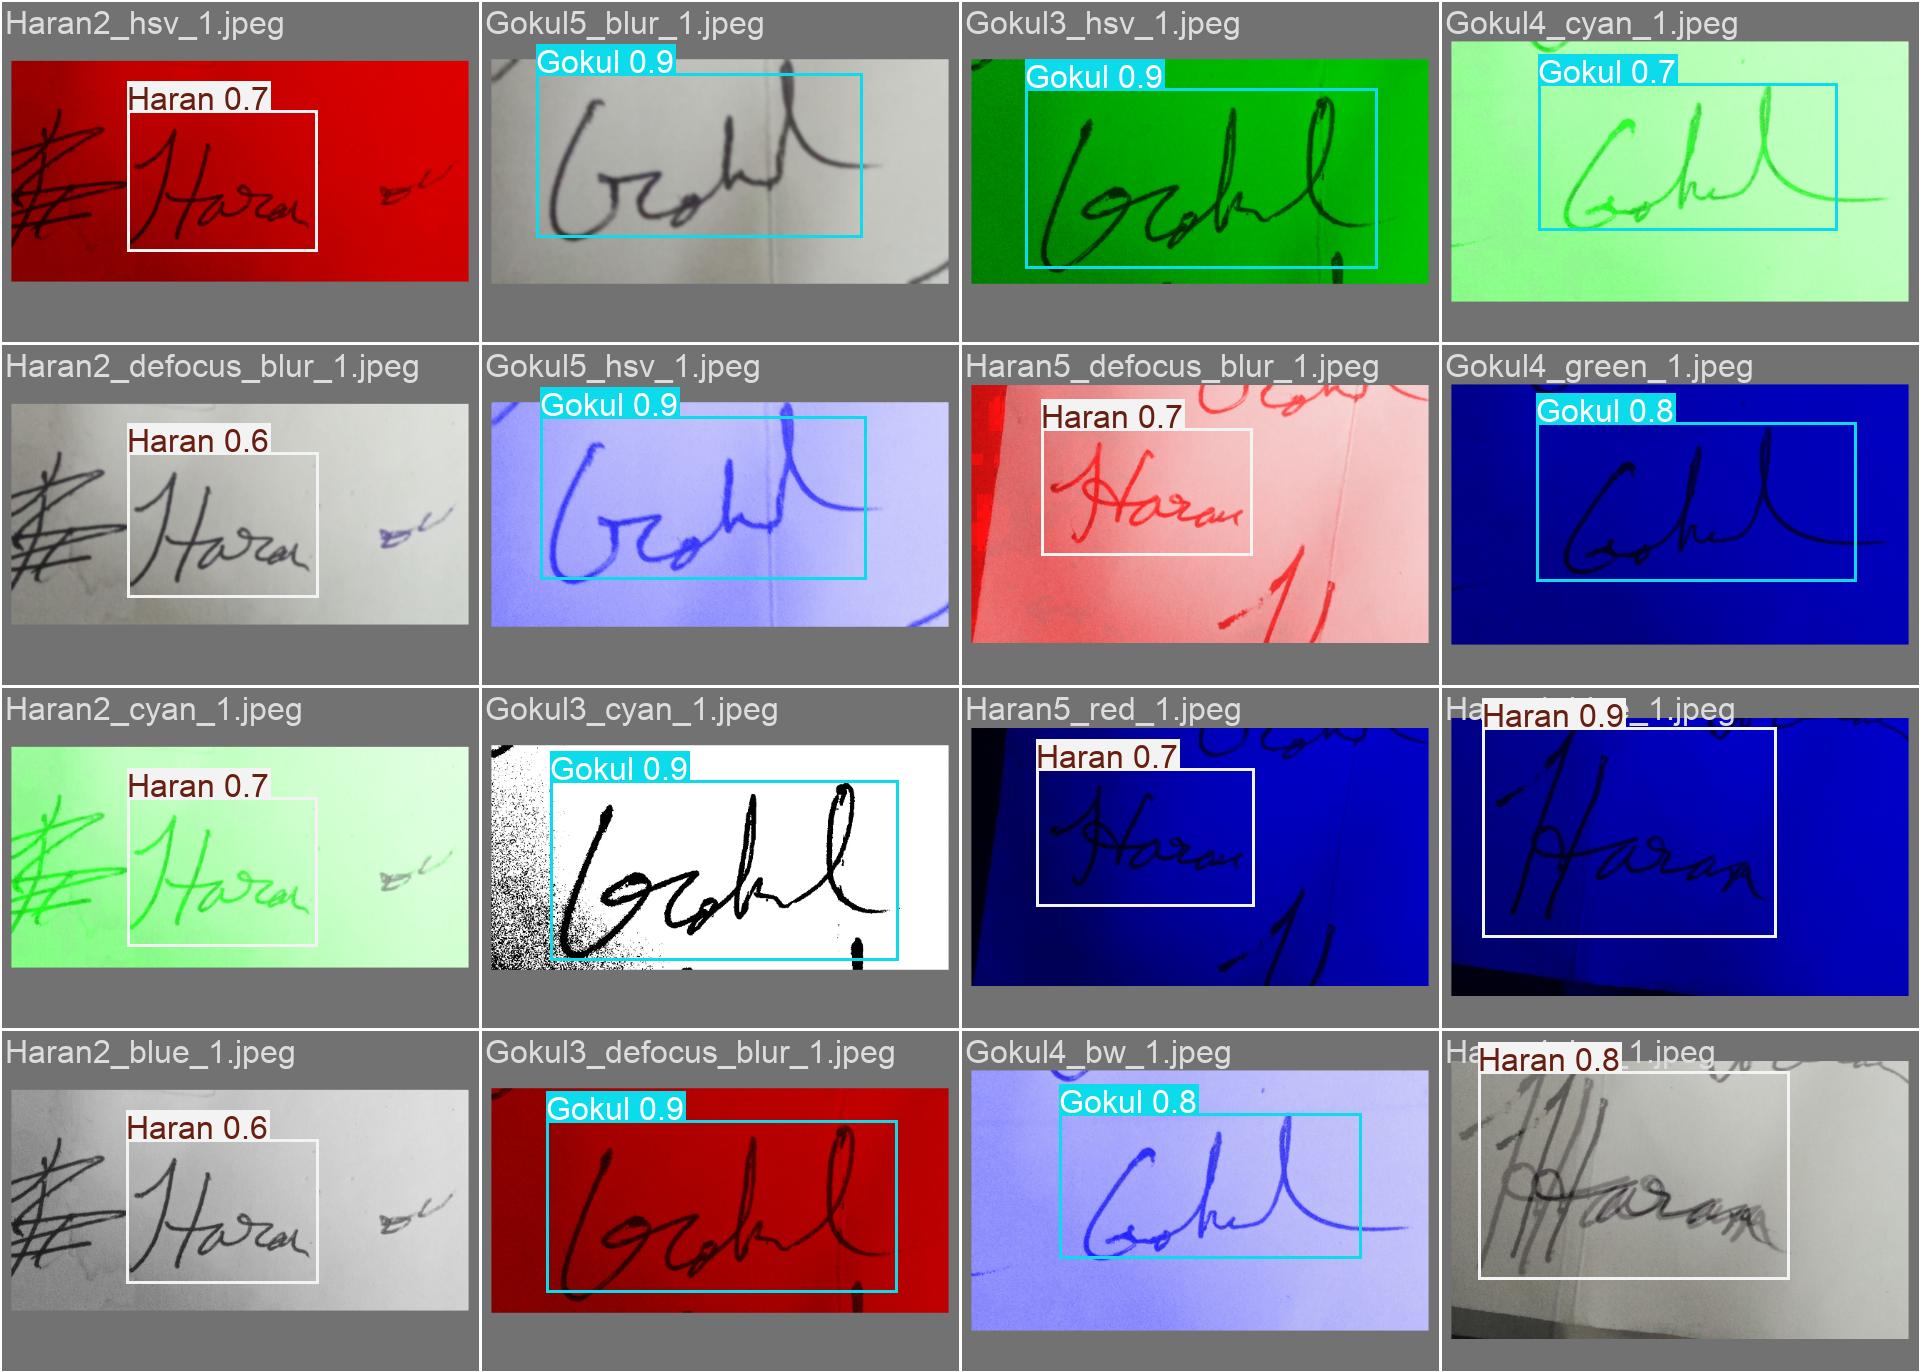 Haran2_hsv_1.jpeg
Haran 0.7
Haran
Gokul5_blur_1.jpeg
Gokul 0.9
Gokul
Gokul3_hsv_1.jpeg
Gokul 0.9
Gokul
Gokul4_cyan_1.jpeg
Gokul 0.7
Gokul
Haran2_defocus_blur_1.jpeg
Haran 0.6
Haran
Gokul5_hsv_1.jpeg
Gokul 0.9
Gokul
Haran5_defocus_blur_1.jpeg
Haran 0.7
Haran
Gokul4_green_1.jpeg
Gokul 0.8
Gokul
Haran2_cyan_1.jpeg
Haran 0.7
Haran
Gokul3_cyan_1.jpeg
Gokul 0.9
Gokul
Haran5_red_1.jpeg
Haran 0.7
Haran
_1.jpeg
Haran 0.9
Haran
Haran2_blue_1.jpeg
Haran 0.6
Haran
Gokul3_defocus_blur_1.jpeg
Gokul 0.9
Gokul
Gokul4_bw_1.jpeg
Gokul 0.8
Gokul
_1.jpeg
Haran 0.8
Haran